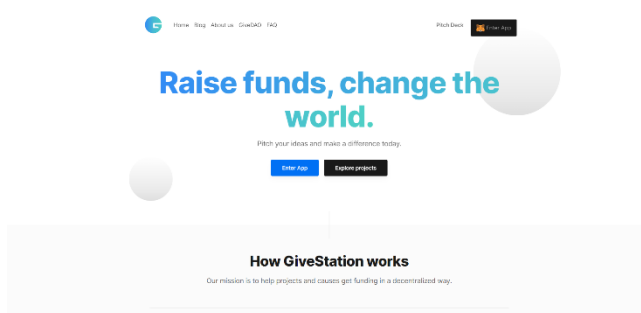 Home Blog About us GiveDAO FAQ Pitch Deck Enter App
Raise funds, change the
world.
Pitch your ideas and make a difference today.
Enter App Explore projects
How GiveStation works
Our mission is to help projects and causes get funding in a decentralized way.